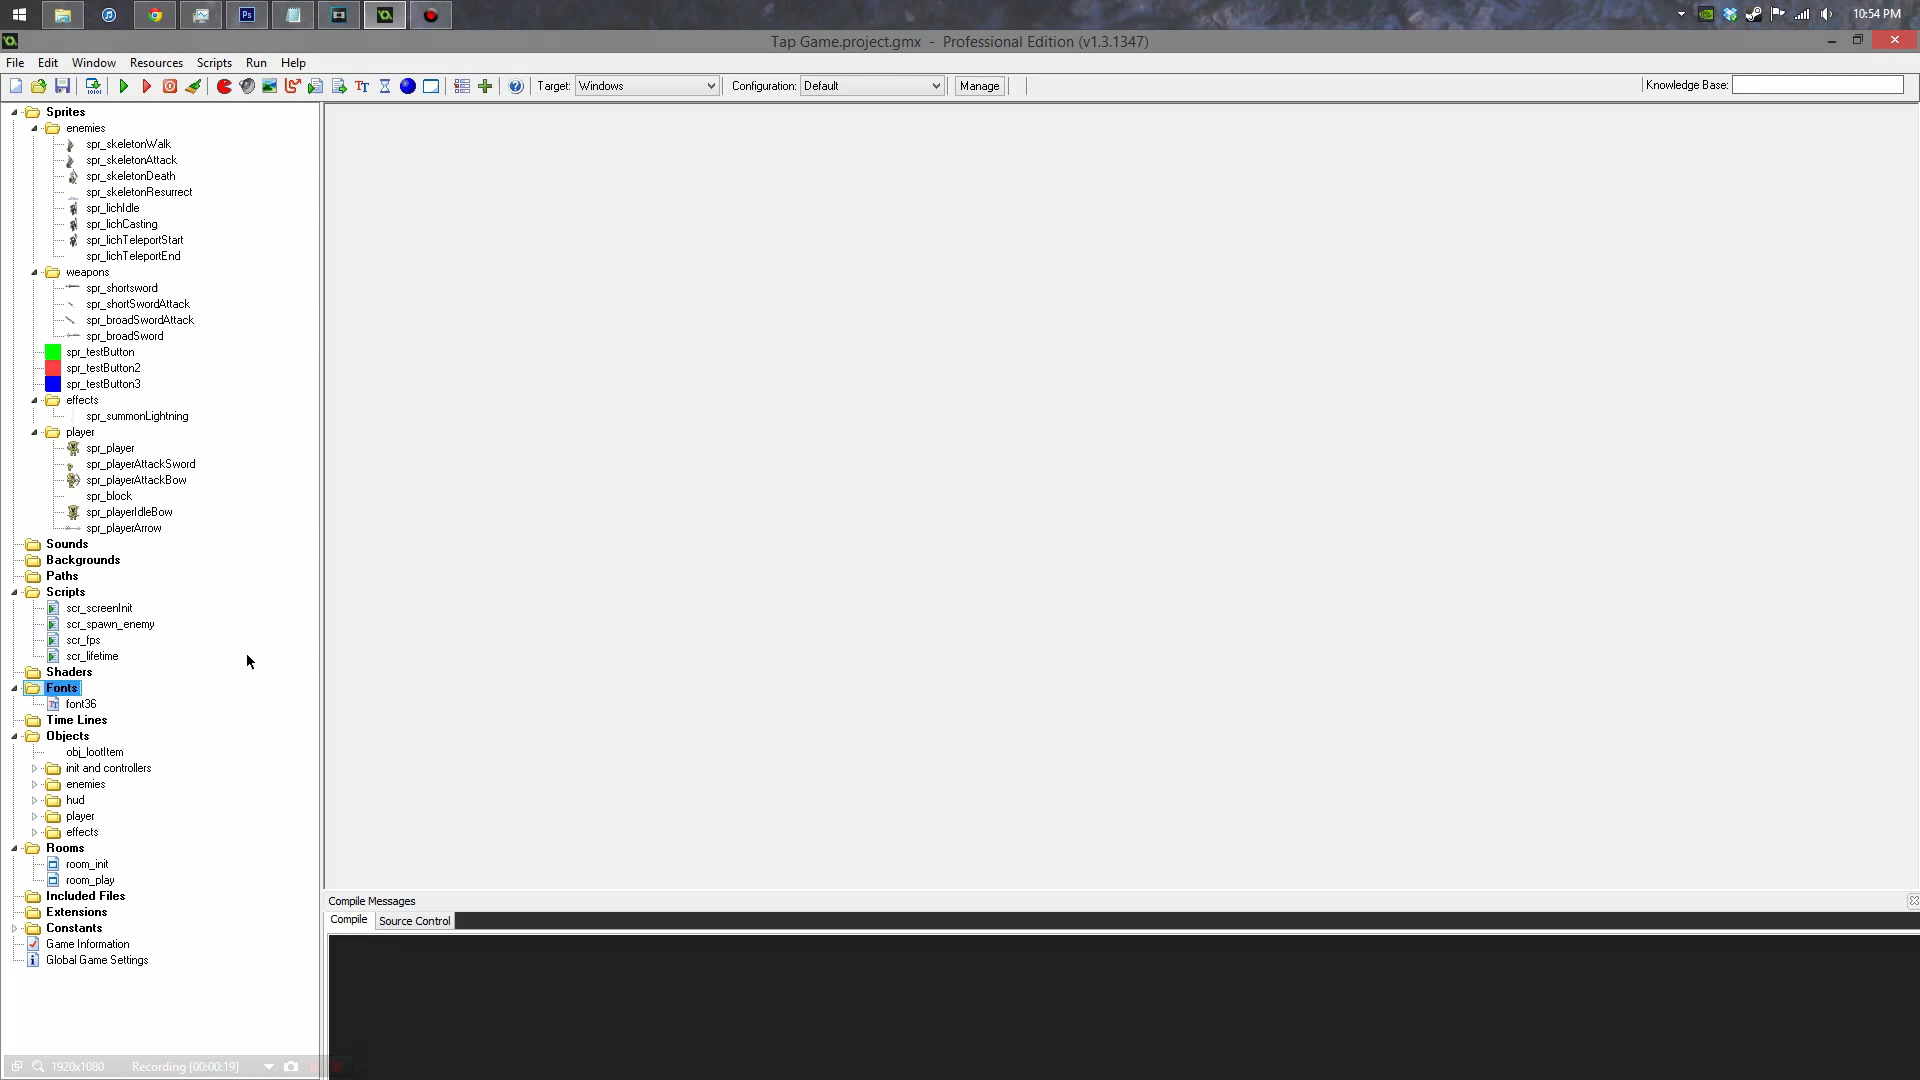 Ps
10:54 PM
Tap Game.project.gmx - Professional Edition (v1.3.1347)
File Edit Window Resources Scripts Run Help
Target: Windows Configuration: Default Manage Knowledge Base:
Sprites
enemies
spr_skeletonWalk
spr_skeletonAttack
spr_skeletonDeath
spr_skeletonResurrect
spr_lichIdle
spr_lichCasting
spr_lichTeleportStart
spr_lichTeleportEnd
weapons
spr_shortsword
spr_shortSwordAttack
spr_broadSwordAttack
spr_broadSword
spr_testButton
spr_testButton2
spr_testButton3
effects
spr_summonLightning
player
spr_player
spr_playerAttackSword
spr_playerAttackBow
spr_block
spr_playerIdleBow
spr_playerArrow
Sounds
Backgrounds
Paths
Scripts
scr_screenInit
scr_spawn_enemy
scr_fps
scr_lifetime
Shaders
Fonts
font36
Time Lines
Objects
obj_lootItem
init and controllers
enemies
hud
player
effects
Rooms
room_init
room_play
Included Files
Extensions
Constants
Game Information
Global Game Settings
Compile Messages
Compile Source Control
1920x1080 Recording [00:00:19]